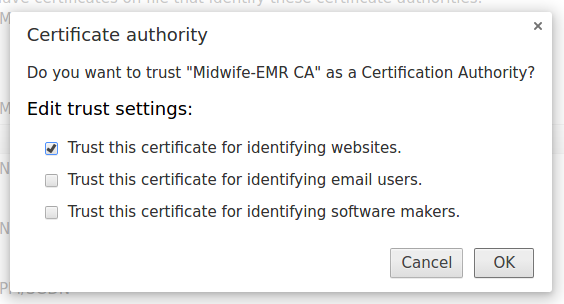 have certificates on file that identify these certificate authorities.
Certificate authority
×
Do you want to trust "Midwife-EMR CA" as a Certification Authority?
Edit trust settings:
Trust this certificate for identifying websites.
Trust this certificate for identifying email users.
Trust this certificate for identifying software makers.
Cancel
OK